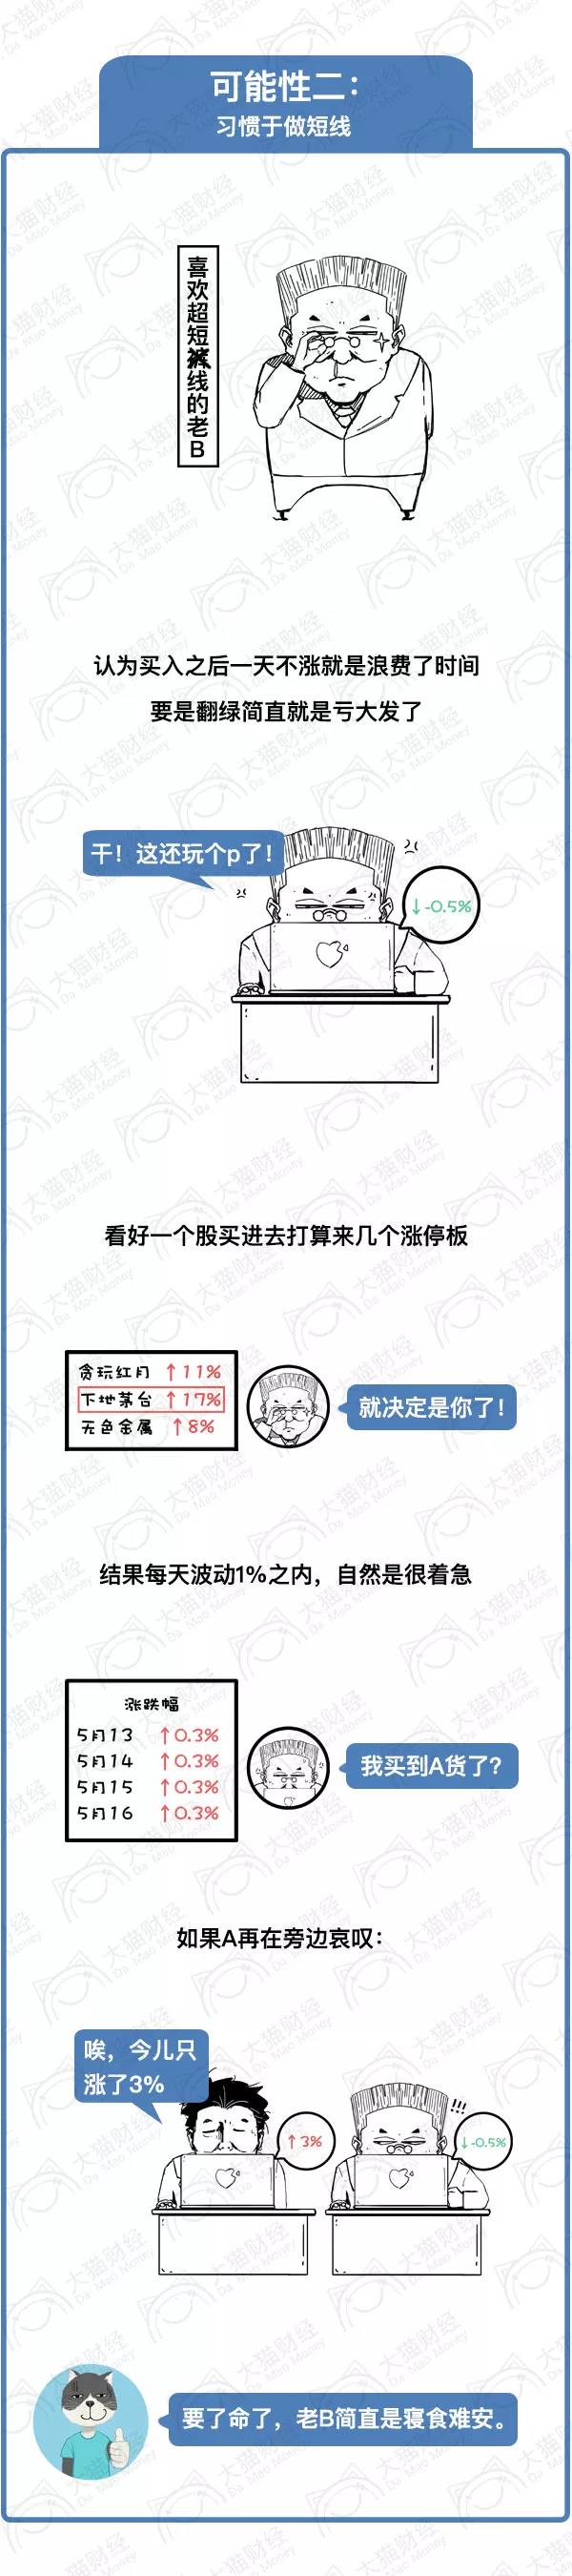 可能性二：
习惯于做短线
喜欢超短裤线的老B
认为买入之后一天不涨就是浪费了时间
要是翻绿简直就是亏大发了
干！这还玩个p了！
↓-0.5%
看好一个股买进去打算来几个涨停板
贪玩红月 ↑11%
下地茅台 ↑17%
无色金属 ↑8%
就决定是你了！
结果每天波动1%之内，自然是很着急
涨跌幅
5月13 ↑0.3%
5月14 ↑0.3%
5月15 ↑0.3%
5月16 ↑0.3%
我买到A货了？
如果A再在旁边哀叹：
唉，今儿只
涨了3%
↑3%
!!!
↓-0.5%
要了命了，老B简直是寝食难安。
大猫财经
Da Mao Money